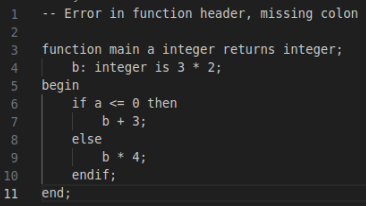 1 -- Error in function header, missing colon
2
3 function main a integer returns integer;
4     b: integer is 3 * 2;
5 begin
6     if a <= 0 then
7         b + 3;
8     else
9         b * 4;
10     endif;
11 end;